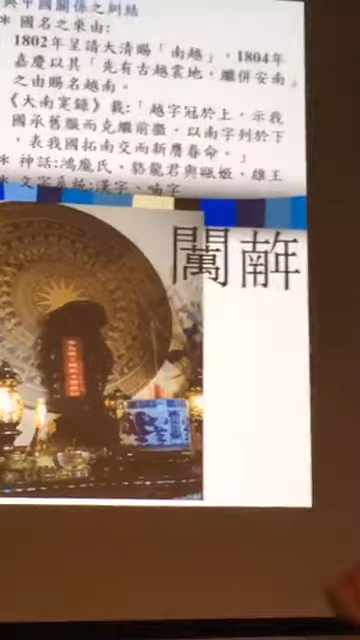 與中國關係之糾結
* 國名之來由:
1802年呈請大清賜「南越」，1804年
嘉慶以其「先有古越裳地，繼併安南」
之由賜名越南。
《大南寔錄》載:「越字冠於上，示我
國承舊服而克繼前徽。以南字列於下
，表我國拓南交而新膺眷命。」
* 神話:鴻龐氏、貉龍君與嫗姬、雄王
* 文字系統:漢字、喃字